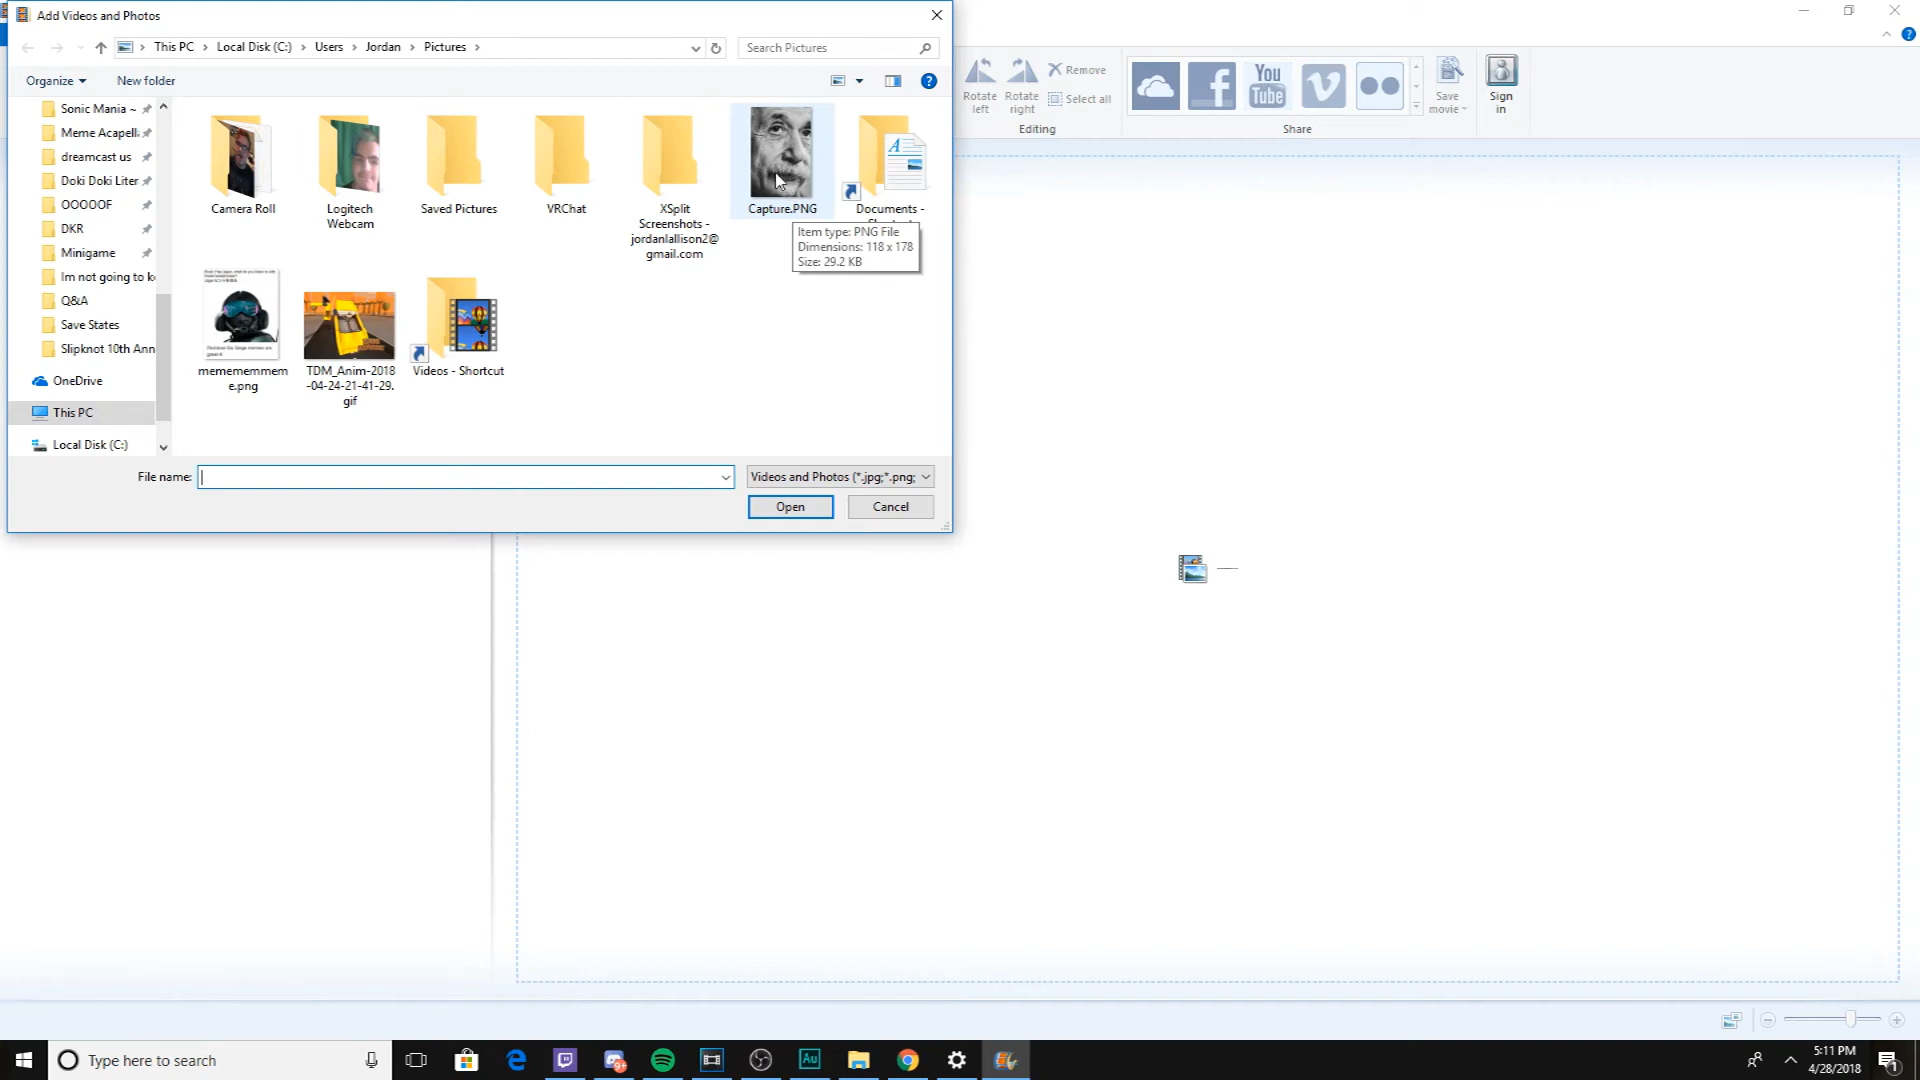 Add Videos and Photos
This PC
Local Disk (C:)
Users
Jordan
Pictures
Search Pictures
Organize
New folder
Sonic Mania ~
Meme Acapell
dreamcast us
Doki Doki Liter
OOOOOF
DKR
Minigame
Im not going to k
Q&A
Save States
Slipknot 10th Ann
OneDrive
This PC
Local Disk (C:)
Camera Roll
Logitech
Webcam
Saved Pictures
VRChat
XSplit
Screenshots -
jordanlallison2@
gmail.com
Capture.PNG
Documents -
Item type: PNG File
Dimensions: 118 x 178
Size: 29.2 KB
memememmem
e.png
TDM_Anim-2018
-04-24-21-41-29.
gif
Videos - Shortcut
File name:
Videos and Photos (*.jpg;*.png;
Open
Cancel
Rotate
left
Rotate
right
Remove
Select all
Editing
You
Tube
Share
Save
movie
Sign
in
Type here to search
9+
Au
5:11 PM
4/28/2018
1